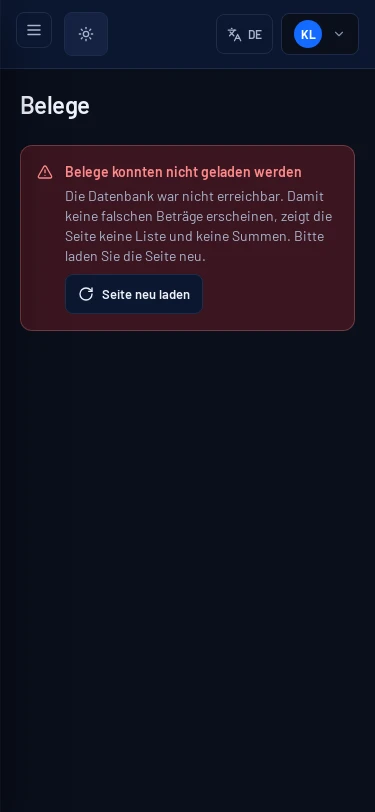 DE
KL
Belege
Belege konnten nicht geladen werden
Die Datenbank war nicht erreichbar. Damit
keine falschen Beträge erscheinen, zeigt die
Seite keine Liste und keine Summen. Bitte
laden Sie die Seite neu.
Seite neu laden